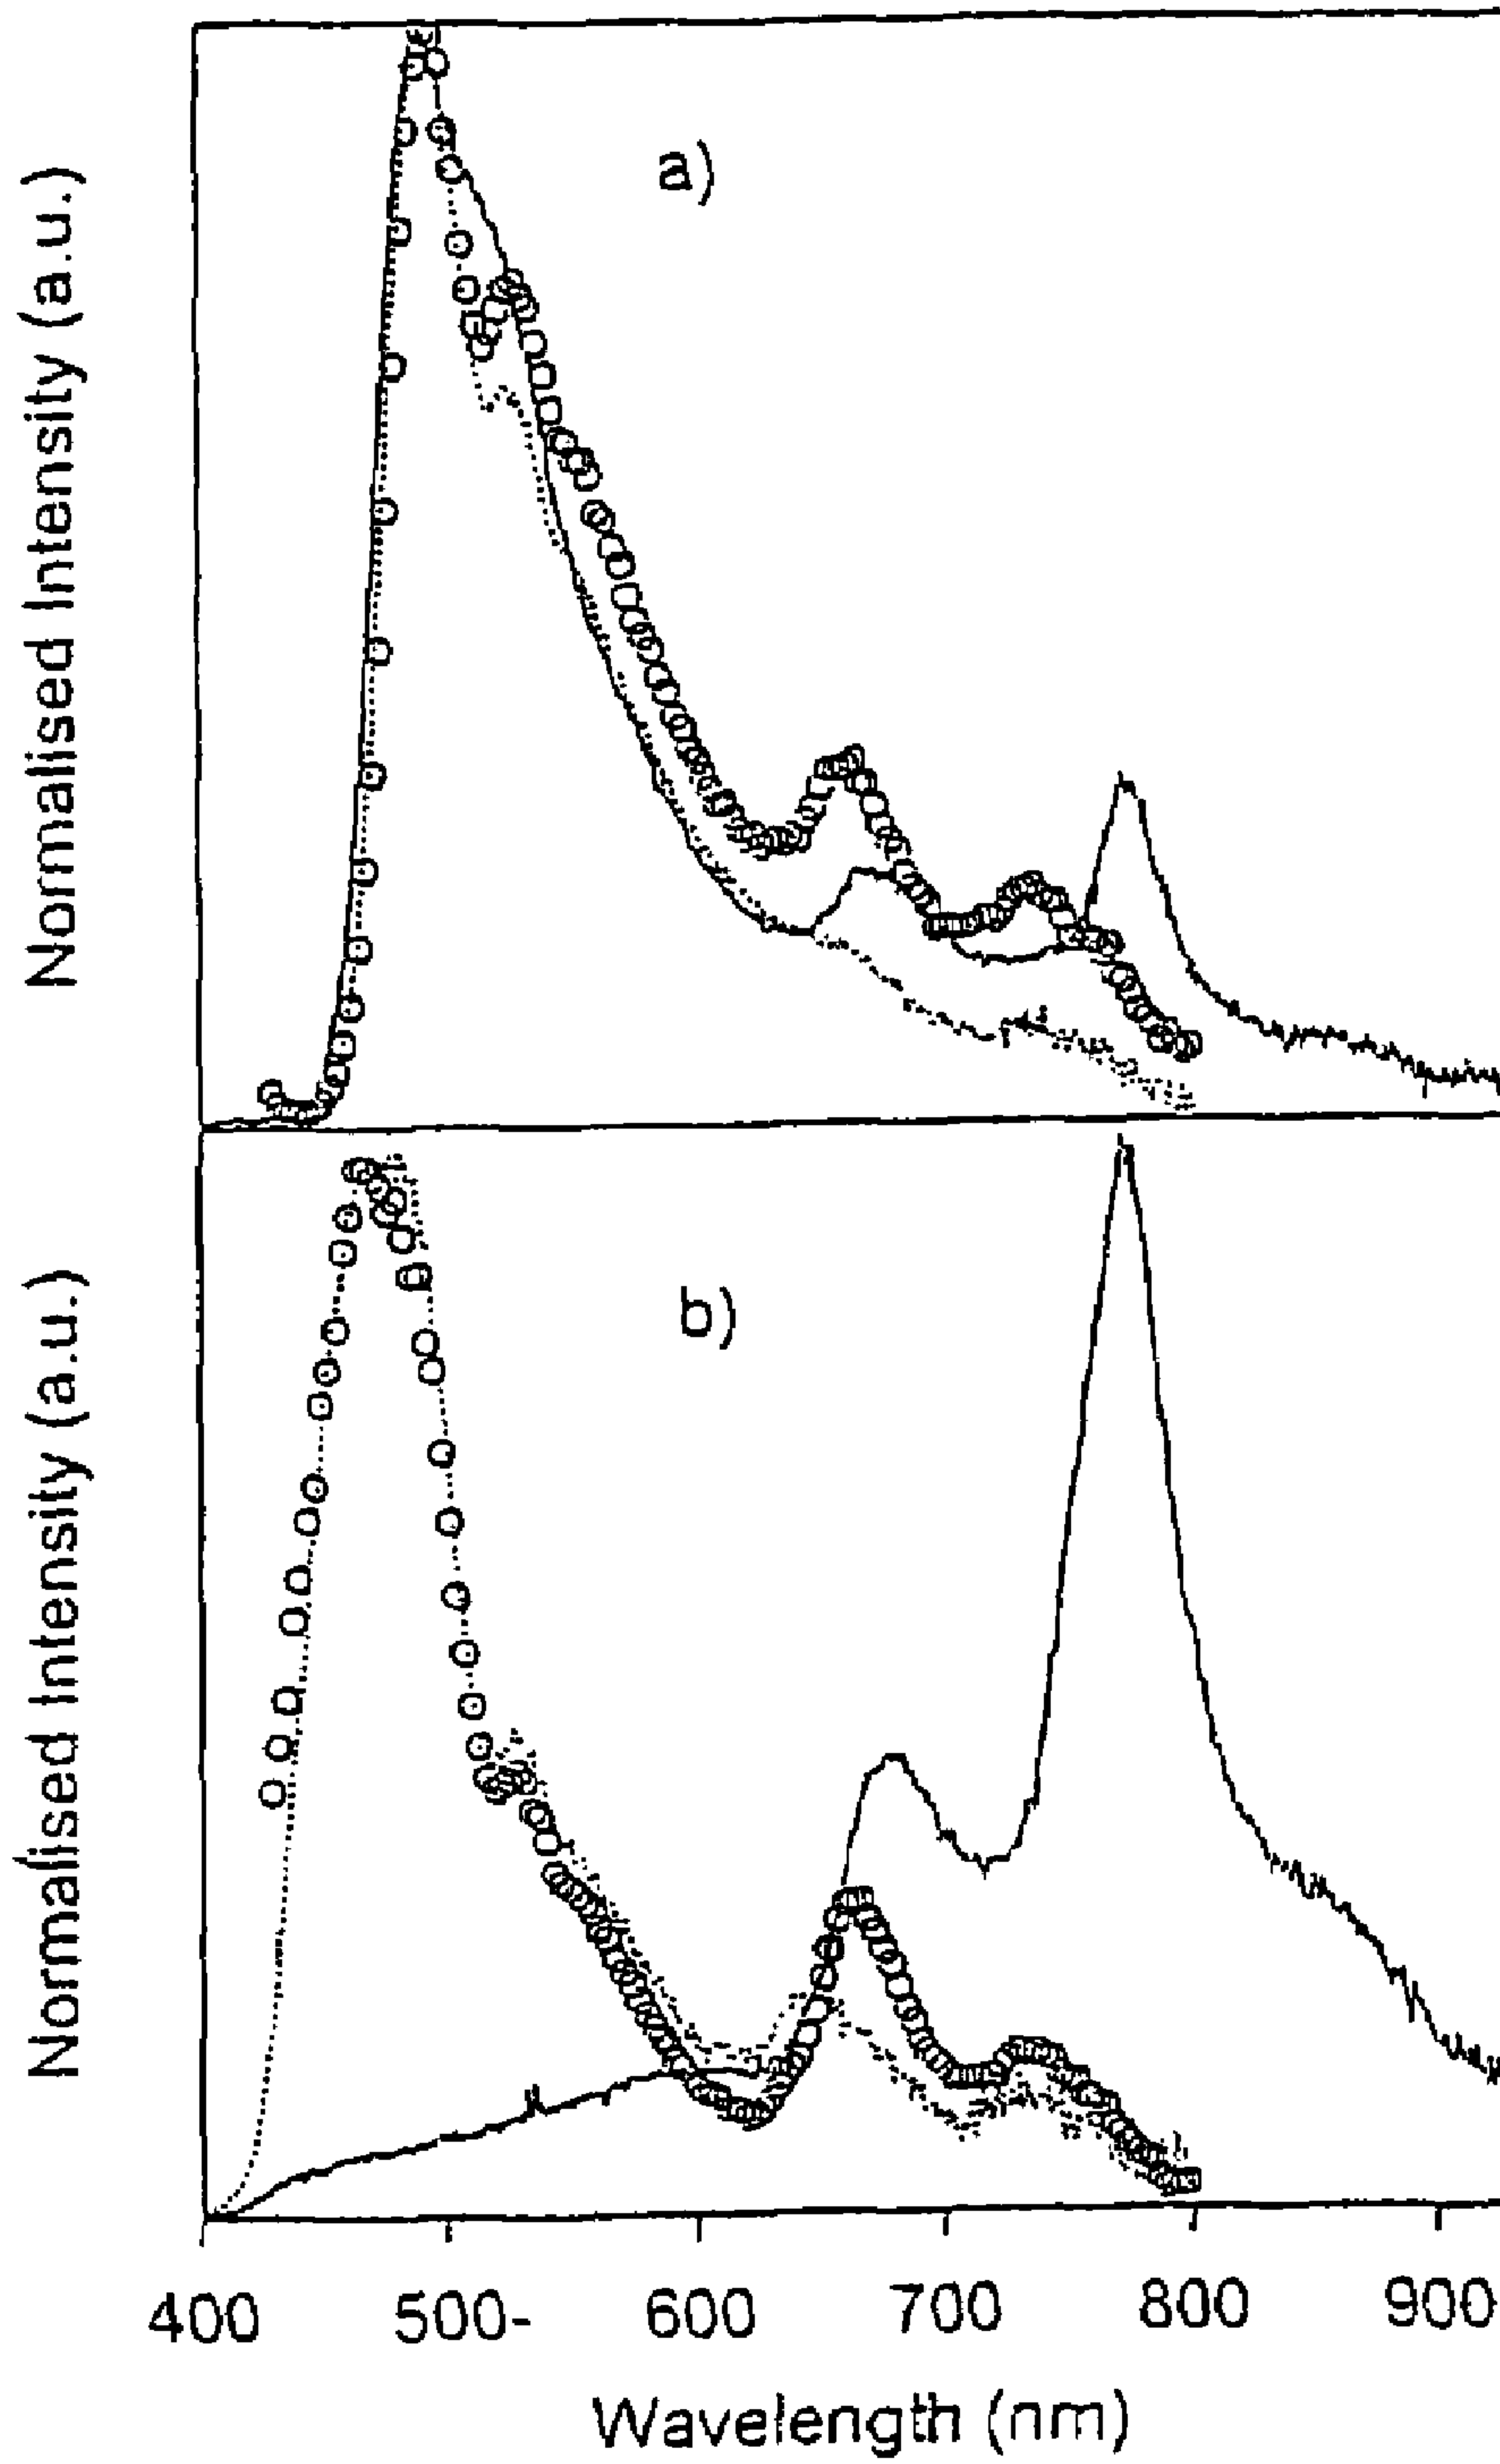 a)
Normalised Intensity (a.u.)
b)
Normalised Intensity (a.u.)
400 500- 600 700 800 900
Wavelength (nm)